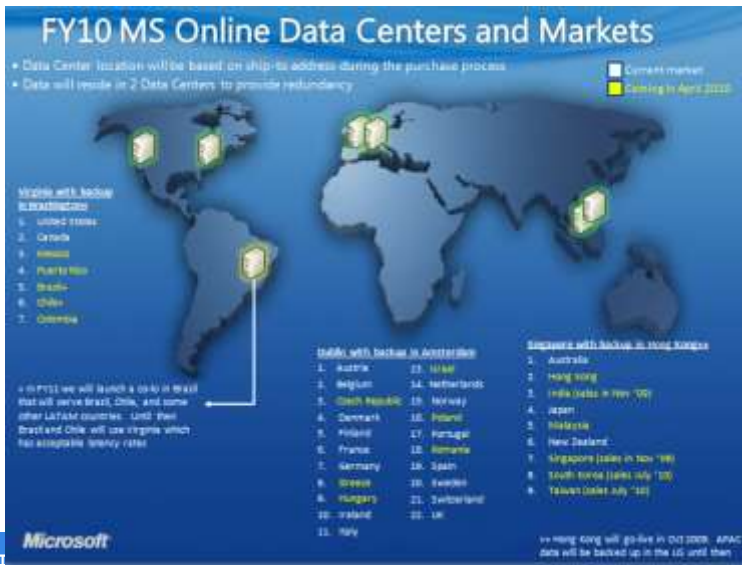 FY10 MS Online Data Centers and Markets
• Data Center location will be based on ship-to address during the purchase process
• Data will reside in 2 Data Centers to provide redundancy
Current market
Coming in April 2010
Virginia with backup
in Washington
1. United States
2. Canada
3. Mexico
4. Puerto Rico
5. Brazil+
6. Chile+
7. Colombia
+ In FY11 we will launch a co-lo in Brazil
that will serve Brazil, Chile, and some
other LATAM countries. Until then
Brazil and Chile will use Virginia which
has acceptable latency rates
Dublin with backup in Amsterdam
1. Austria
2. Belgium
3. Czech Republic
4. Denmark
5. Finland
6. France
7. Germany
8. Greece
9. Hungary
10. Ireland
11. Italy
13. Israel
14. Netherlands
15. Norway
16. Poland
17. Portugal
18. Romania
19. Spain
20. Sweden
21. Switzerland
22. UK
Singapore with backup in Hong Kong++
1. Australia
2. Hong Kong
3. India (sales in Nov '09)
4. Japan
5. Malaysia
6. New Zealand
7. Singapore (sales in Nov '09)
8. South Korea (sales July '10)
9. Taiwan (sales July '10)
++ Hong Kong will go-live in Oct 2009. APAC
data will be backed up in the US until then
Microsoft